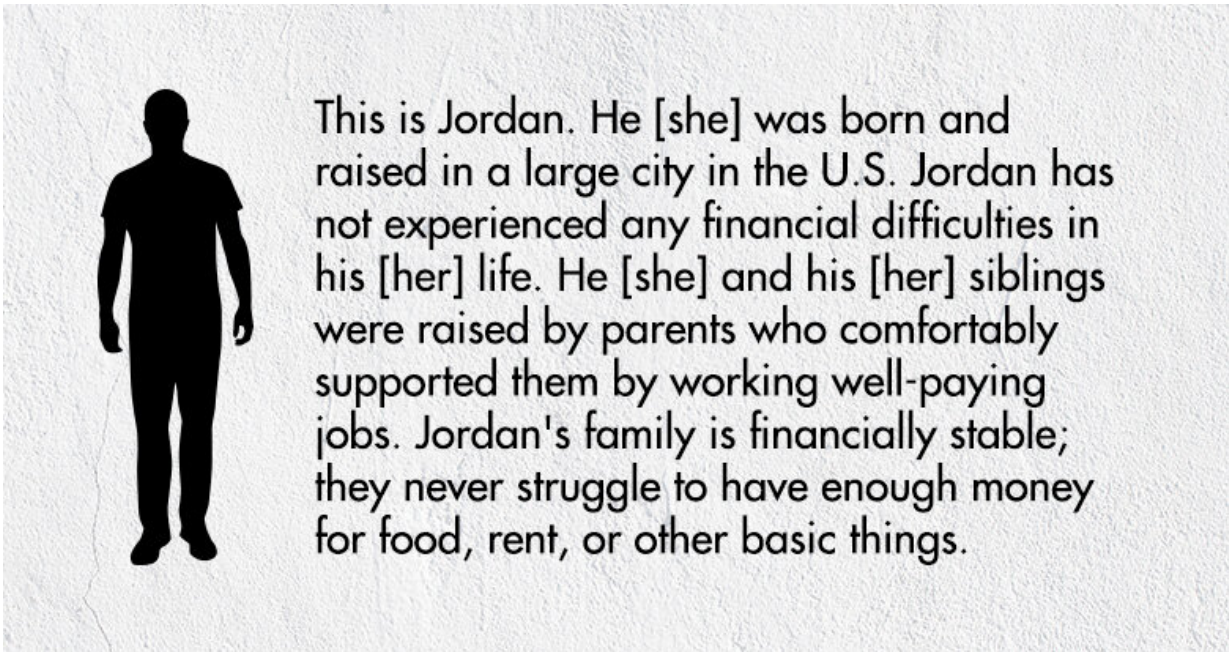 This is Jordan. He [she] was born and
raised in a large city in the U.S. Jordan has
not experienced any financial difficulties in
his [her] life. He [she] and his [her] siblings
were raised by parents who comfortably
supported them by working well-paying
jobs. Jordan's family is financially stable;
they never struggle to have enough money
for food, rent, or other basic things.